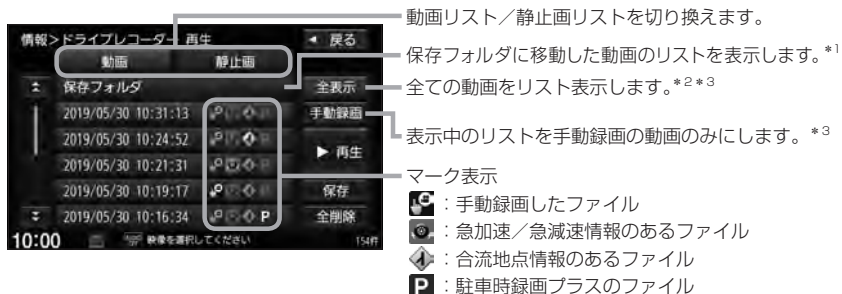 動画リスト／静止画リストを切り換えます。
情報>ドライブレコーダー 再生
戻る
動画
静止画
保存フォルダに移動した動画のリストを表示します。*1
保存フォルダ
全表示
全ての動画をリスト表示します。*2*3
2019/05/30 10:31:13
手動録画
2019/05/30 10:24:52
表示中のリストを手動録画の動画のみにします。*3
2019/05/30 10:21:31
▶ 再生
マーク表示
2019/05/30 10:19:17
保存
：手動録画したファイル
2019/05/30 10:16:34 P
全削除
：急加速／急減速情報のあるファイル
10:00
映像を選択してください
154件
：合流地点情報のあるファイル
P：駐車時録画プラスのファイル